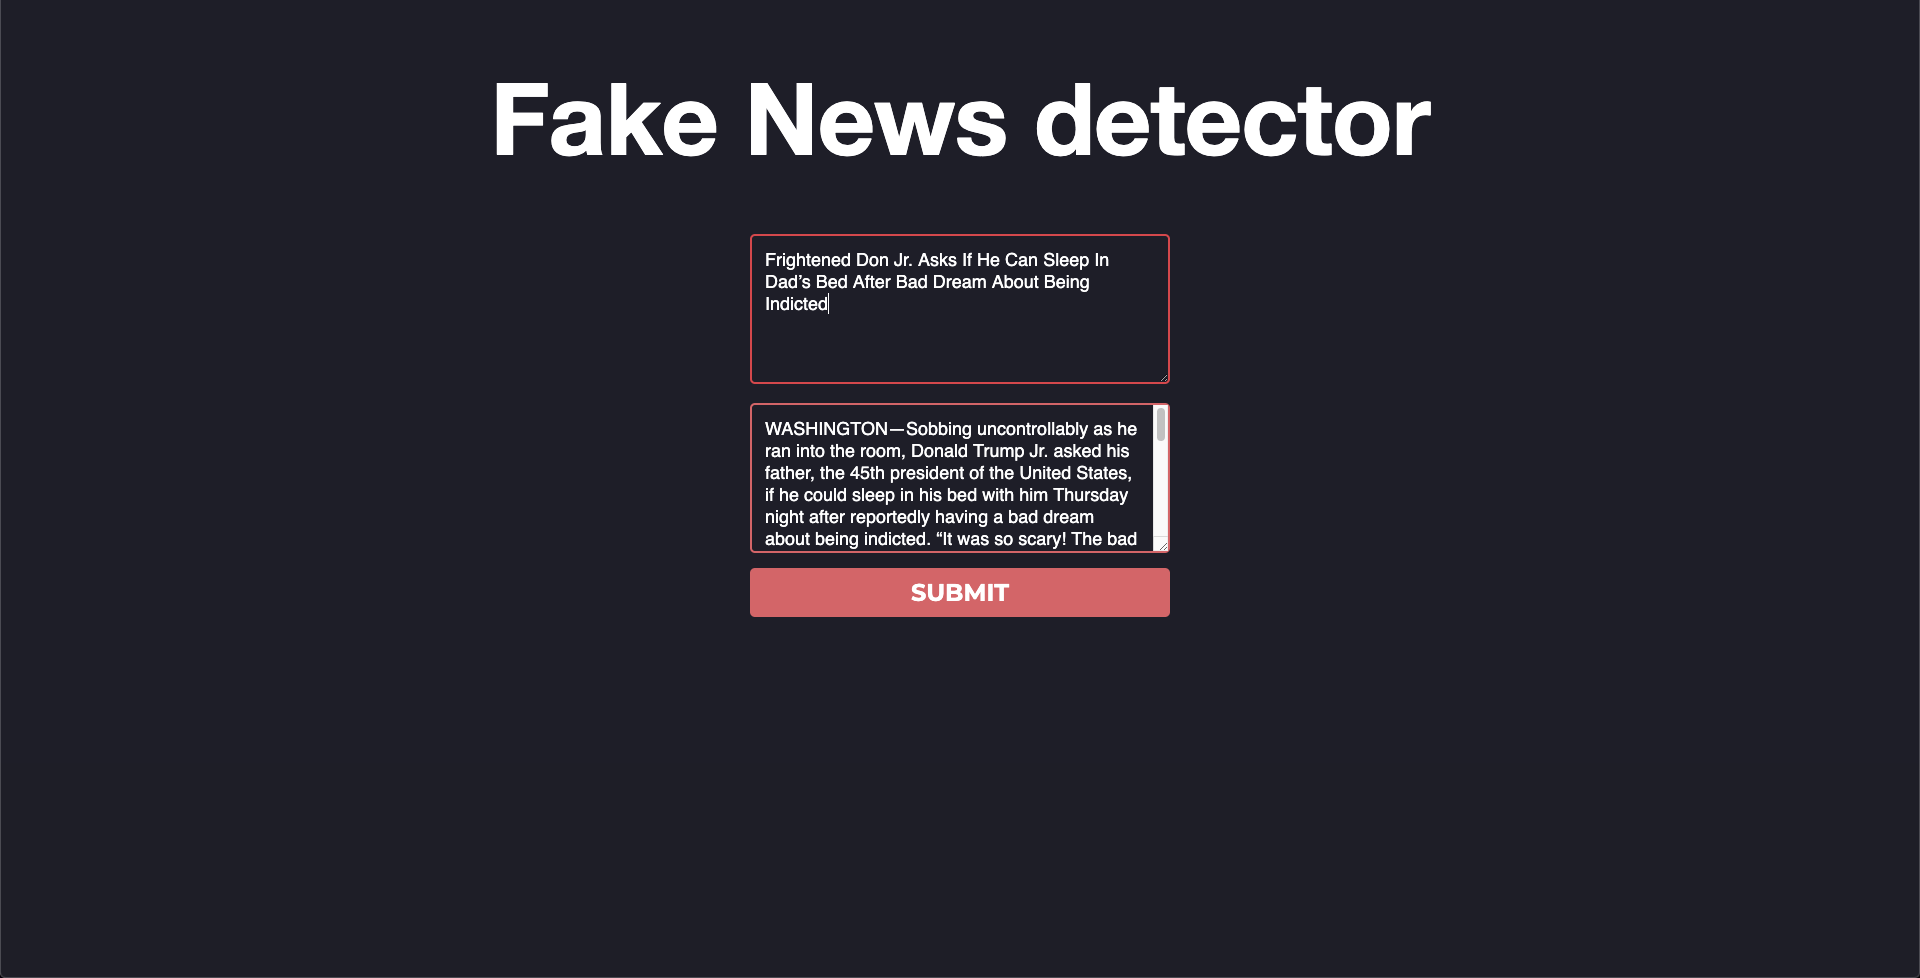 Fake News detector
Frightened Don Jr. Asks If He Can Sleep In
Dad’s Bed After Bad Dream About Being
Indicted
WASHINGTON—Sobbing uncontrollably as he
ran into the room, Donald Trump Jr. asked his
father, the 45th president of the United States,
if he could sleep in his bed with him Thursday
night after reportedly having a bad dream
about being indicted. “It was so scary! The bad
SUBMIT